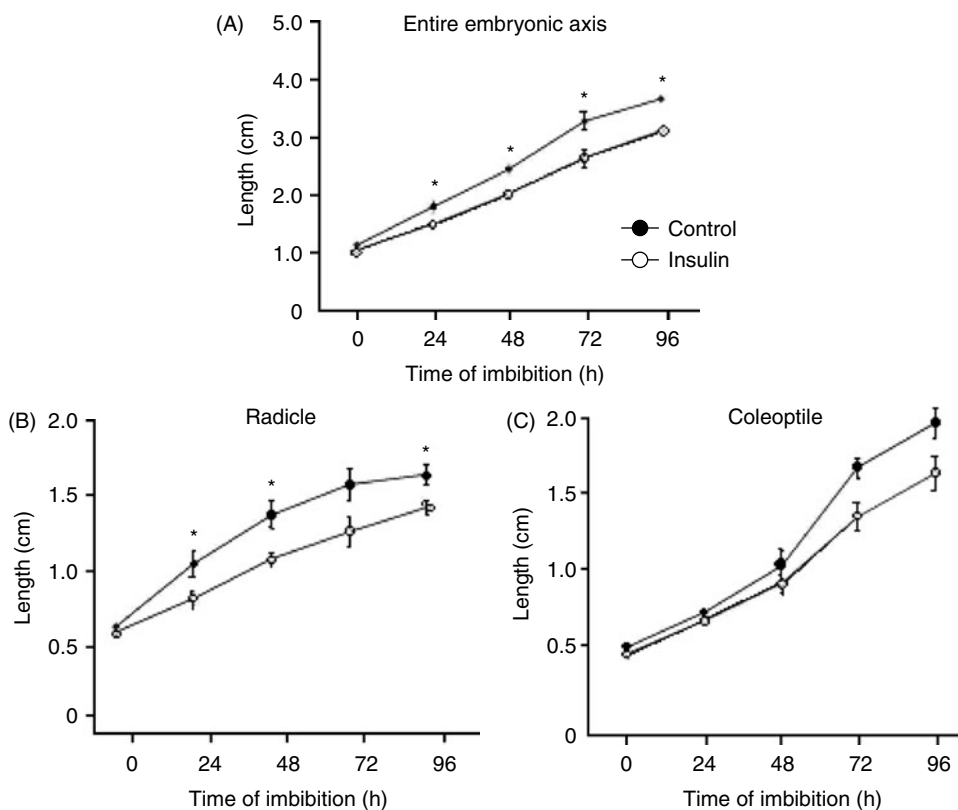 (A) Entire embryonic axis
5.0
4.0
3.0
2.0
1.0
0
Length (cm)
* * * *
Control
Insulin
0 24 48 72 96
Time of imbibition (h)
(B) Radicle
2.0
1.5
1.0
0.5
0
Length (cm)
* * *
0 24 48 72 96
Time of imbibition (h)
(C) Coleoptile
2.0
1.5
1.0
0.5
0
Length (cm)
0 24 48 72 96
Time of imbibition (h)